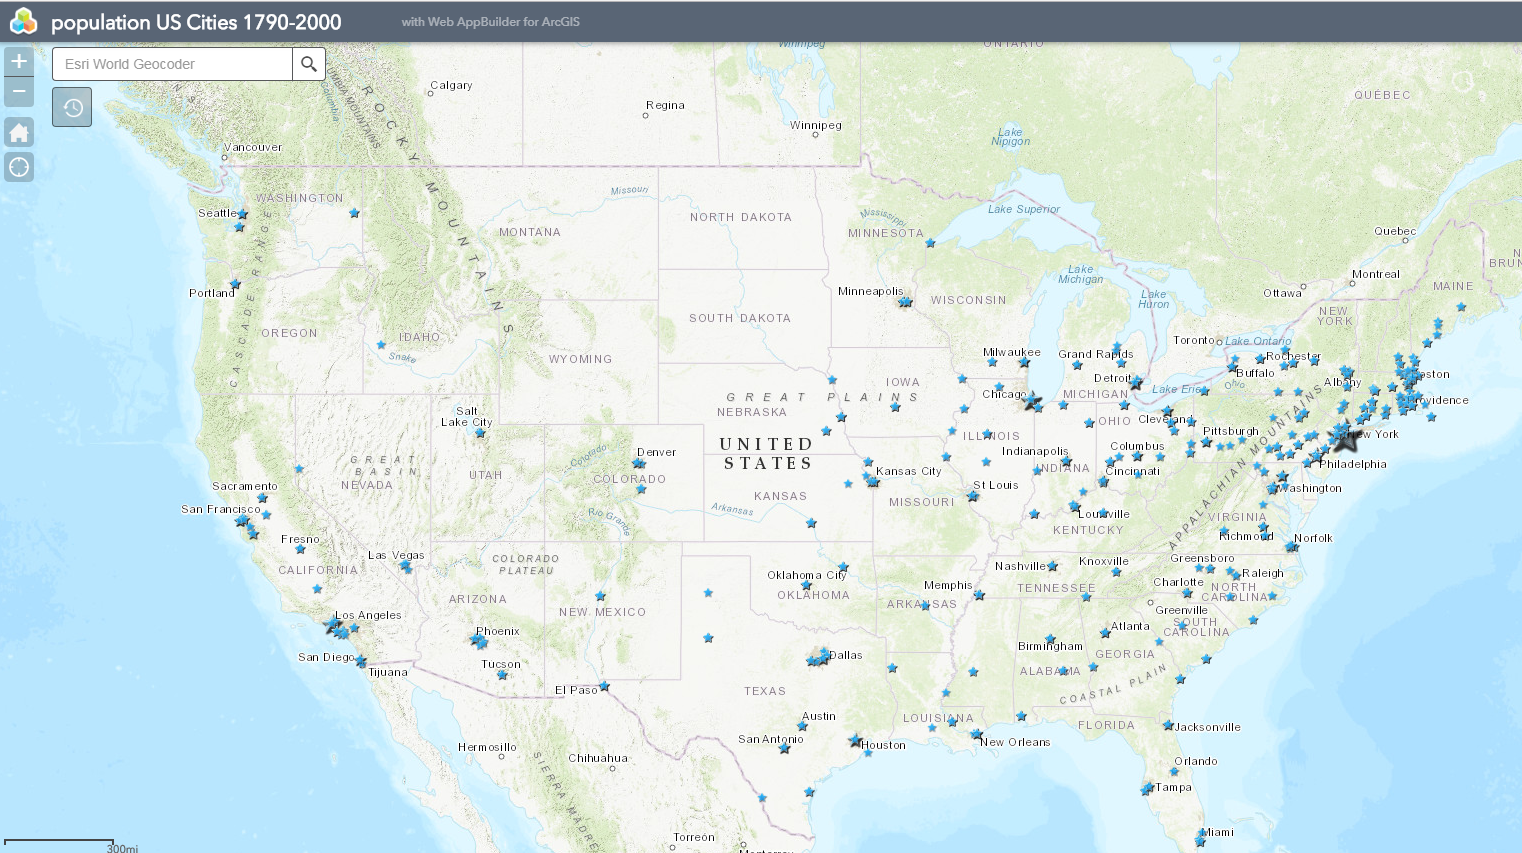 population US Cities 1790-2000
with Web AppBuilder for ArcGIS
Esri World Geocoder
Winnipeg
ONTARIO
Calgary
ROCKY MOUNTAINS
Columbia
QUÉBEC
Regina
Winnipeg
Lake
Nipigon
Vancouver
Missouri
WASHINGTON
Seattle
NORTH DAKOTA
Mississippi
Lake Superior
MONTANA
MINNESOTA
Quebec
Lake
Michigan
Montreal
Portland
CASCADE RANGE
Minneapolis
WISCONSIN
Lake
Huron
Ottawa
MAINE
SOUTH DAKOTA
NEW
YORK
OREGON
IDAHO
Toronto
Lake Ontario
Snake
WYOMING
Milwaukee
Grand Rapids
Rochester
Buffalo
Detroit
Lake Erie
Ohio
Albany
IOWA
Chicago
MICHIGAN
GREAT PLAINS
NEBRASKA
Salt
Lake City
OHIO
Cleveland
Pittsburgh
UNITED
STATES
ILLINOIS
Columbus
Denver
Colorado
Indianapolis
INDIANA
Cincinnati
Philadelphia
GREAT
BASIN
NEVADA
UTAH
COLORADO
Kansas City
Sacramento
KANSAS
MISSOURI
St Louis
Washington
San Francisco
Arkansas
Rio Grande
Louisville
APPALACHIAN MOUNTAINS
VIRGINIA
KENTUCKY
Richmond
Norfolk
Fresno
Las Vegas
COLORADO
PLATEAU
CALIFORNIA
Oklahoma City
OKLAHOMA
Nashville
Knoxville
Greensboro
Memphis
TENNESSEE
Charlotte
Raleigh
NORTH
CAROLINA
ARIZONA
NEW MEXICO
ARKANSAS
Los Angeles
Greenville
SOUTH
CAROLINA
Phoenix
Atlanta
Birmingham
San Diego
Tijuana
Tucson
Dallas
GEORGIA
ALABAMA
COASTAL PLAIN
El Paso
TEXAS
Austin
LOUISIANA
FLORIDA
Jacksonville
San Antonio
Houston
New Orleans
Hermosillo
Chihuahua
SIERRA MADRE
Orlando
Tampa
Torreón
Miami
300mi